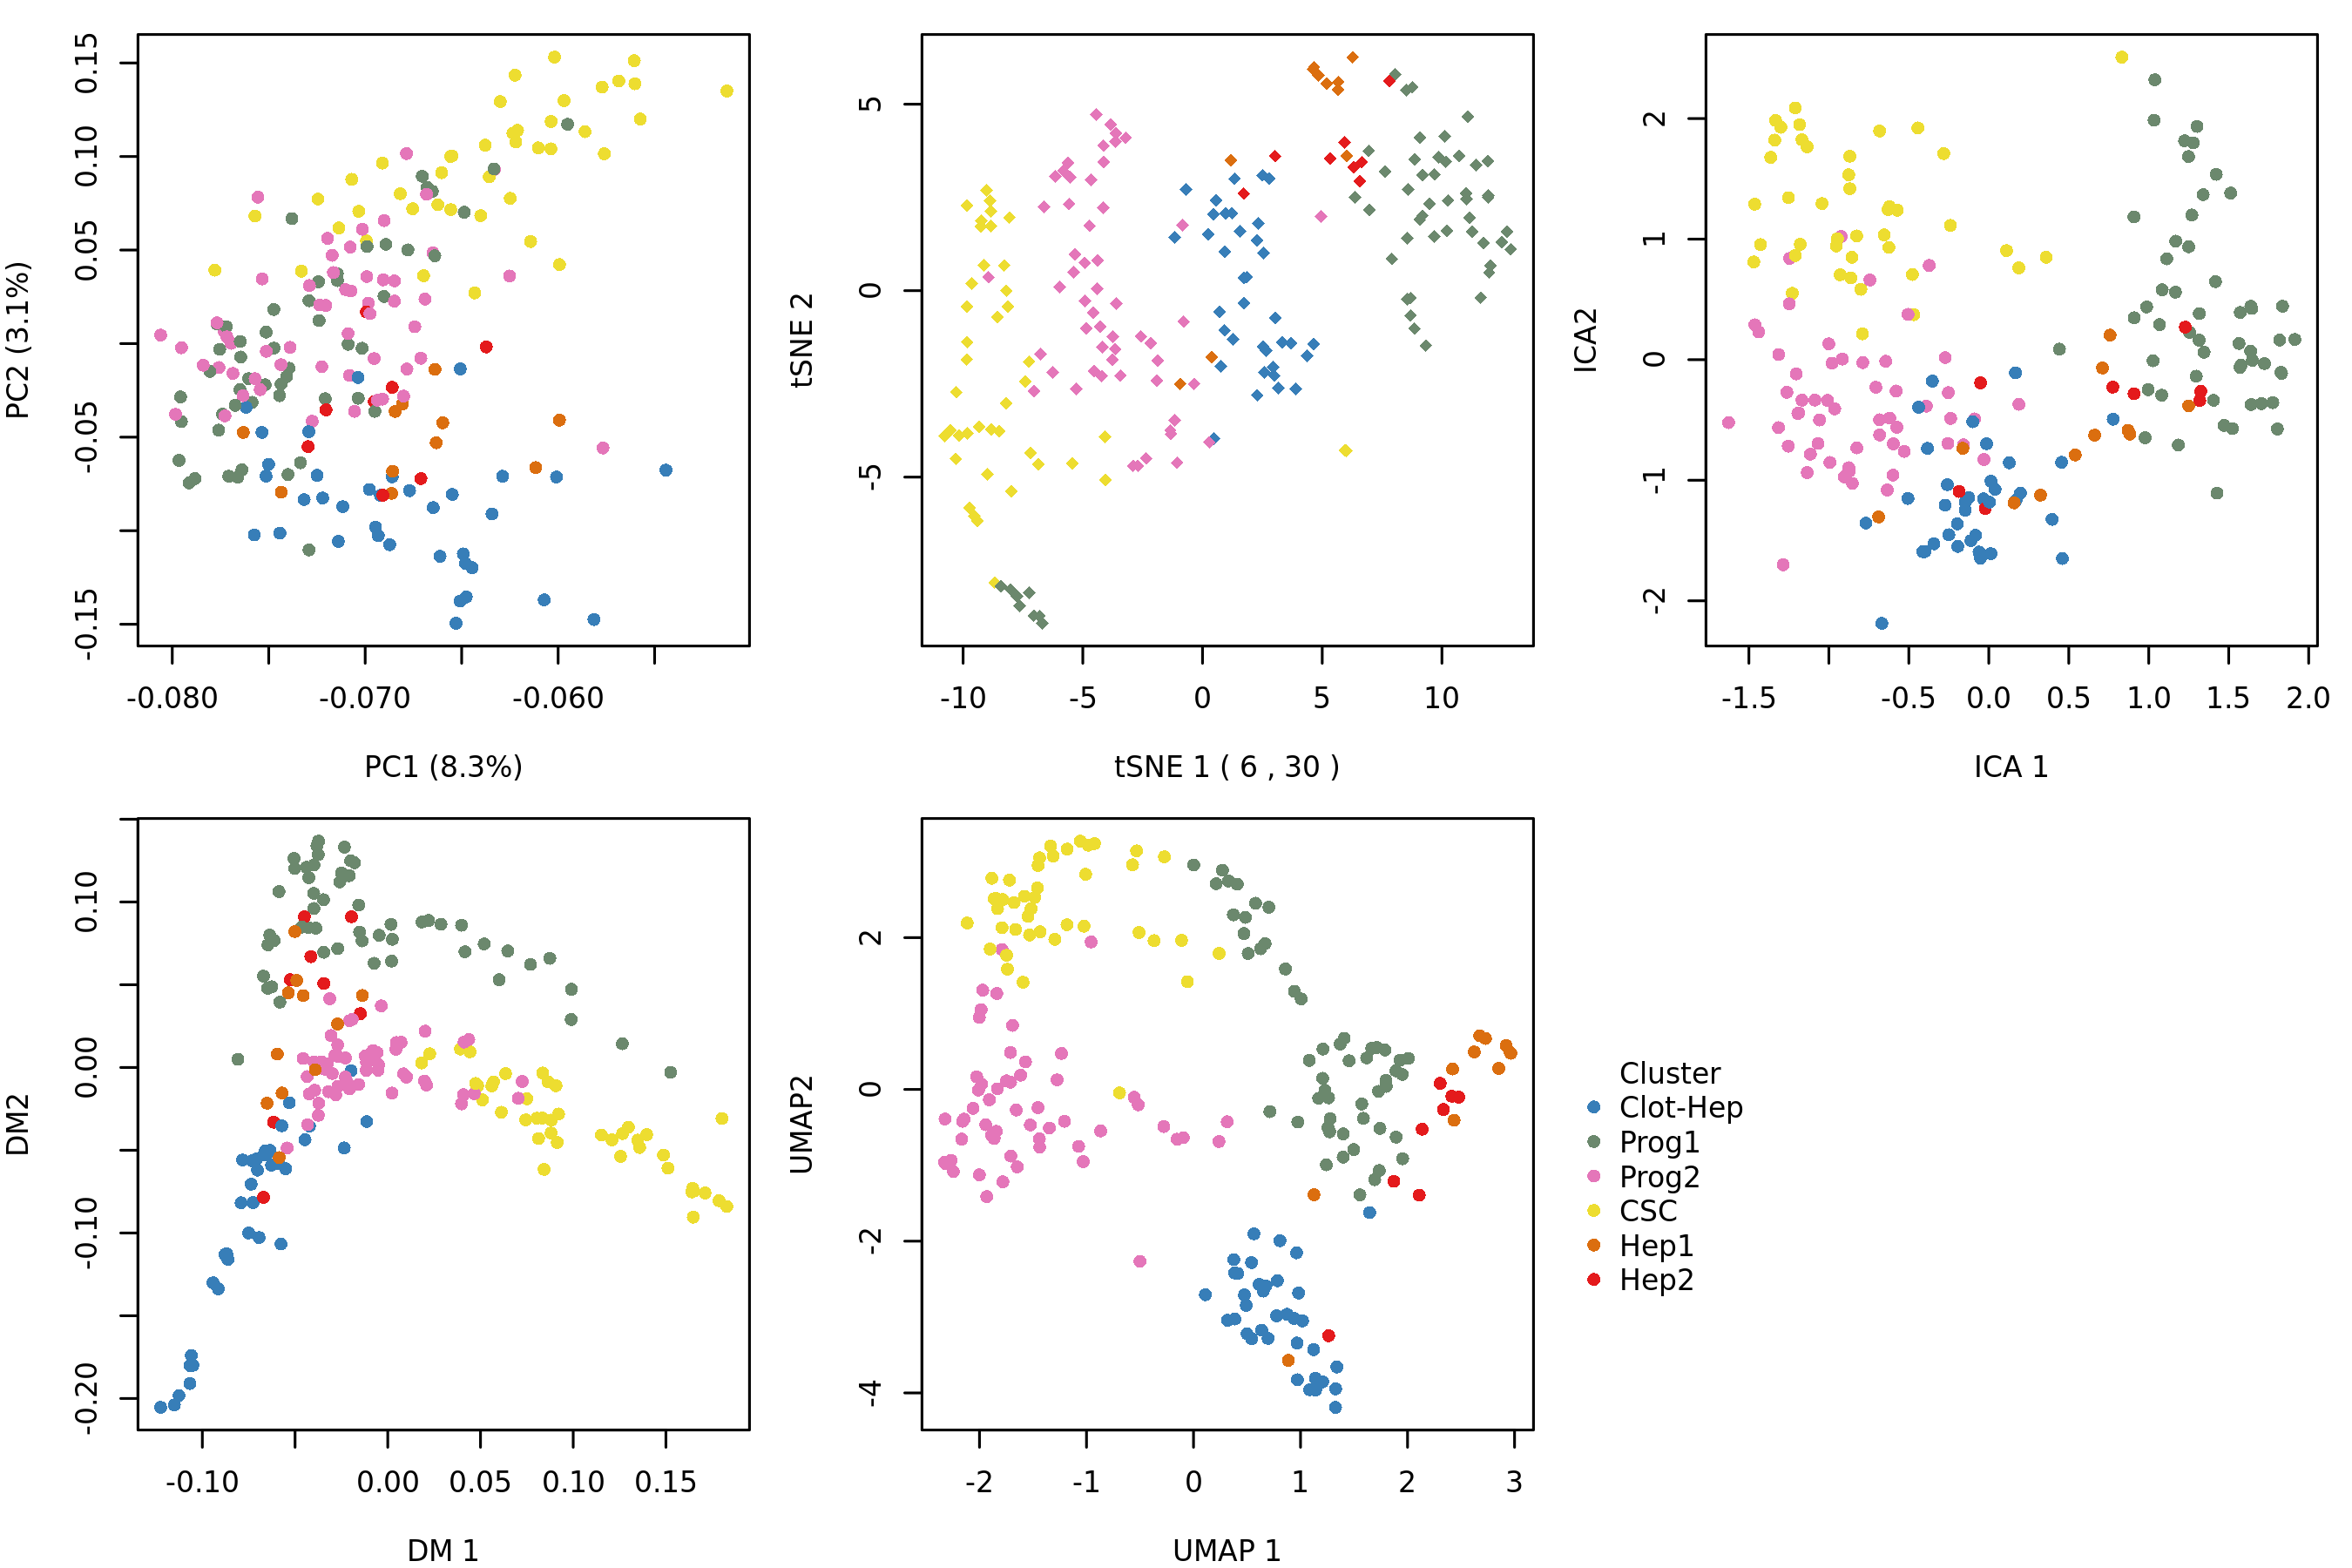 0.15
0.10
0.05
-0.05
-0.15
PC2 (3.1%)
-0.080 -0.070 -0.060
PC1 (8.3%)
5
0
-5
tSNE 2
-10 -5 0 5 10
tSNE 1 ( 6 , 30 )
2
1
0
-1
-2
ICA2
-1.5 -0.5 0.0 0.5 1.0 1.5 2.0
ICA 1
0.10
0.00
-0.10
-0.20
DM2
-0.10 0.00 0.05 0.10 0.15
DM 1
2
0
-2
-4
UMAP2
-2 -1 0 1 2 3
UMAP 1
Cluster
Clot-Hep
Prog1
Prog2
CSC
Hep1
Hep2